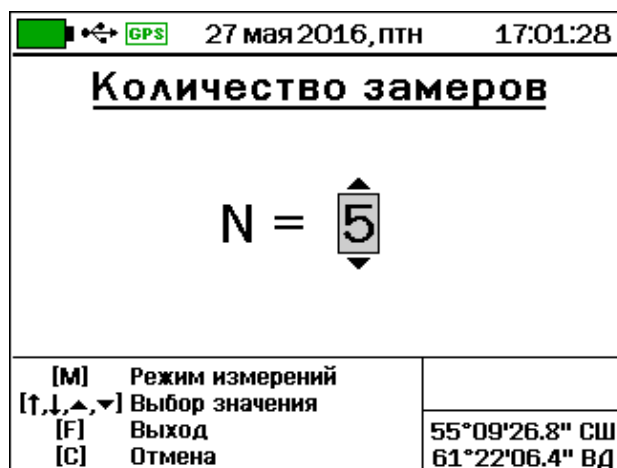 GPS 27 мая 2016, птн 17:01:28
Количество замеров
N = 5
[M] Режим измерений
[↑,↓,▲,▼] Выбор значения
[F] Выход
[C] Отмена
55°09'26.8" СШ
61°22'06.4" ВД